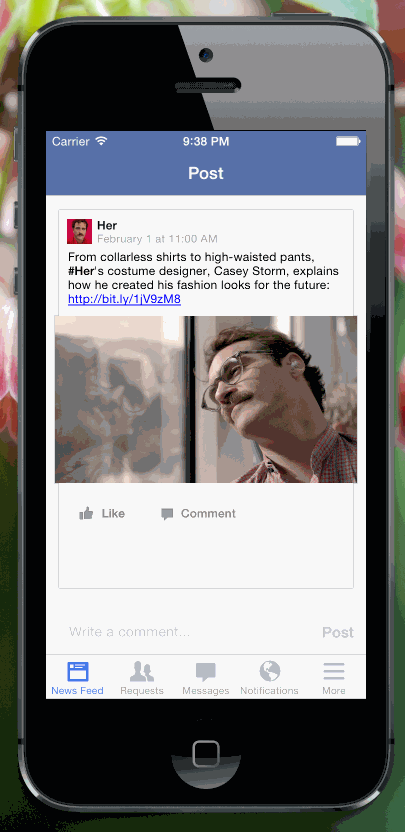 Carrier 9:38 PM
Post
Her
February 1 at 11:00 AM
From collarless shirts to high-waisted pants,
#Her's costume designer, Casey Storm, explains
how he created his fashion looks for the future:
http://bit.ly/1jV9zM8
Like Comment
Write a comment... Post
News Feed Requests Messages Notifications More